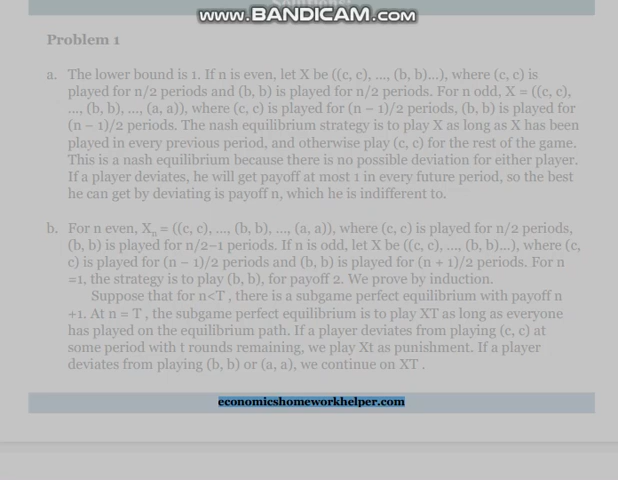 Solutions:
www.BANDICAM.com
Problem 1
a. The lower bound is 1. If n is even, let X be ((c, c), ..., (b, b)...), where (c, c) is
played for n/2 periods and (b, b) is played for n/2 periods. For n odd, X = ((c, c),
..., (b, b), ..., (a, a)), where (c, c) is played for (n − 1)/2 periods, (b, b) is played for
(n − 1)/2 periods. The nash equilibrium strategy is to play X as long as X has been
played in every previous period, and otherwise play (c, c) for the rest of the game.
This is a nash equilibrium because there is no possible deviation for either player.
If a player deviates, he will get payoff at most 1 in every future period, so the best
he can get by deviating is payoff n, which he is indifferent to.
b. For n even, Xn = ((c, c), ..., (b, b), ..., (a, a)), where (c, c) is played for n/2 periods,
(b, b) is played for n/2−1 periods. If n is odd, let X be ((c, c), ..., (b, b)...), where (c,
c) is played for (n − 1)/2 periods and (b, b) is played for (n + 1)/2 periods. For n
=1, the strategy is to play (b, b), for payoff 2. We prove by induction.
Suppose that for n<T , there is a subgame perfect equilibrium with payoff n
+1. At n = T , the subgame perfect equilibrium is to play XT as long as everyone
has played on the equilibrium path. If a player deviates from playing (c, c) at
some period with t rounds remaining, we play Xt as punishment. If a player
deviates from playing (b, b) or (a, a), we continue on XT .
economicshomeworkhelper.com